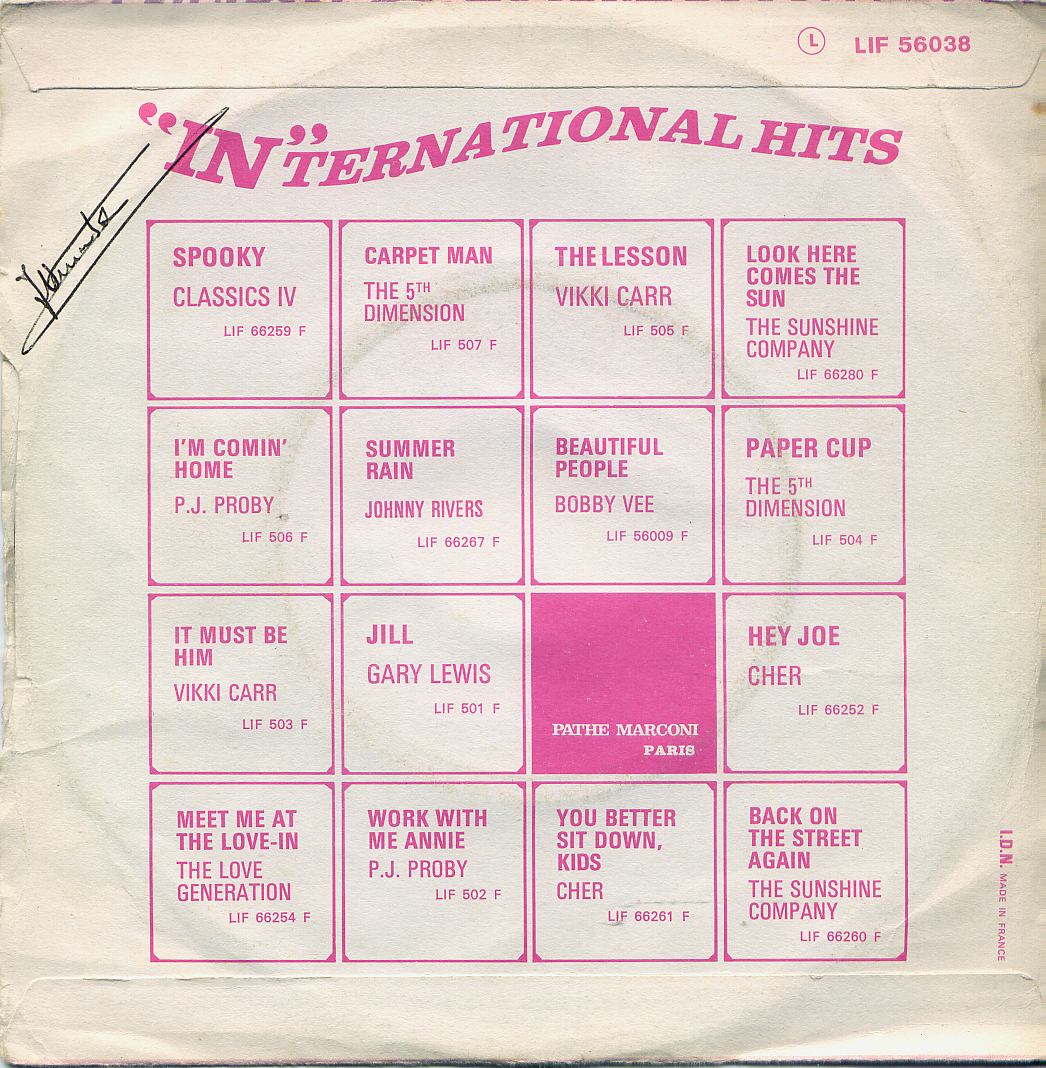 Ⓛ LIF 56038
“IN”TERNATIONAL HITS
SPOOKY
CLASSICS IV
LIF 66259 F
CARPET MAN
THE 5TH
DIMENSION
LIF 507 F
THE LESSON
VIKKI CARR
LIF 505 F
LOOK HERE
COMES THE
SUN
THE SUNSHINE
COMPANY
LIF 66280 F
I'M COMIN'
HOME
P.J. PROBY
LIF 506 F
SUMMER
RAIN
JOHNNY RIVERS
LIF 66267 F
BEAUTIFUL
PEOPLE
BOBBY VEE
LIF 56009 F
PAPER CUP
THE 5TH
DIMENSION
LIF 504 F
IT MUST BE
HIM
VIKKI CARR
LIF 503 F
JILL
GARY LEWIS
LIF 501 F
PATHE MARCONI
PARIS
HEY JOE
CHER
LIF 66252 F
MEET ME AT
THE LOVE-IN
THE LOVE
GENERATION
LIF 66254 F
WORK WITH
ME ANNIE
P.J. PROBY
LIF 502 F
YOU BETTER
SIT DOWN,
KIDS
CHER
LIF 66261 F
BACK ON
THE STREET
AGAIN
THE SUNSHINE
COMPANY
LIF 66260 F
I.D.N. MADE IN FRANCE